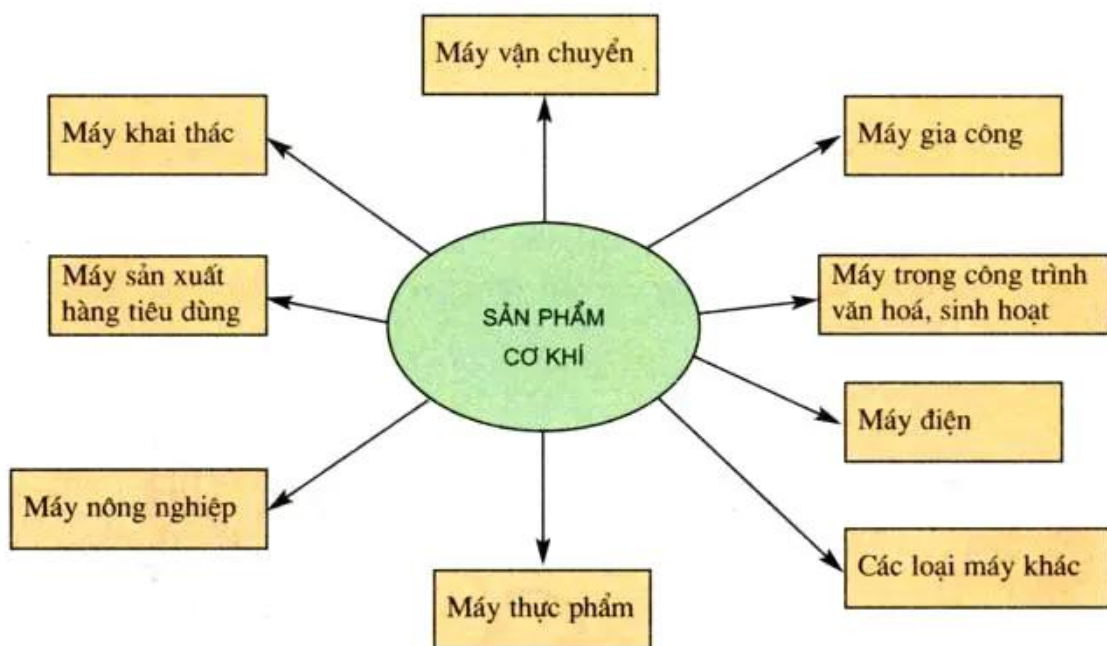 Máy vận chuyển
Máy khai thác
Máy gia công
Máy sản xuất
hàng tiêu dùng
SẢN PHẨM
CƠ KHÍ
Máy trong công trình
văn hoá, sinh hoạt
Máy điện
Máy nông nghiệp
Các loại máy khác
Máy thực phẩm